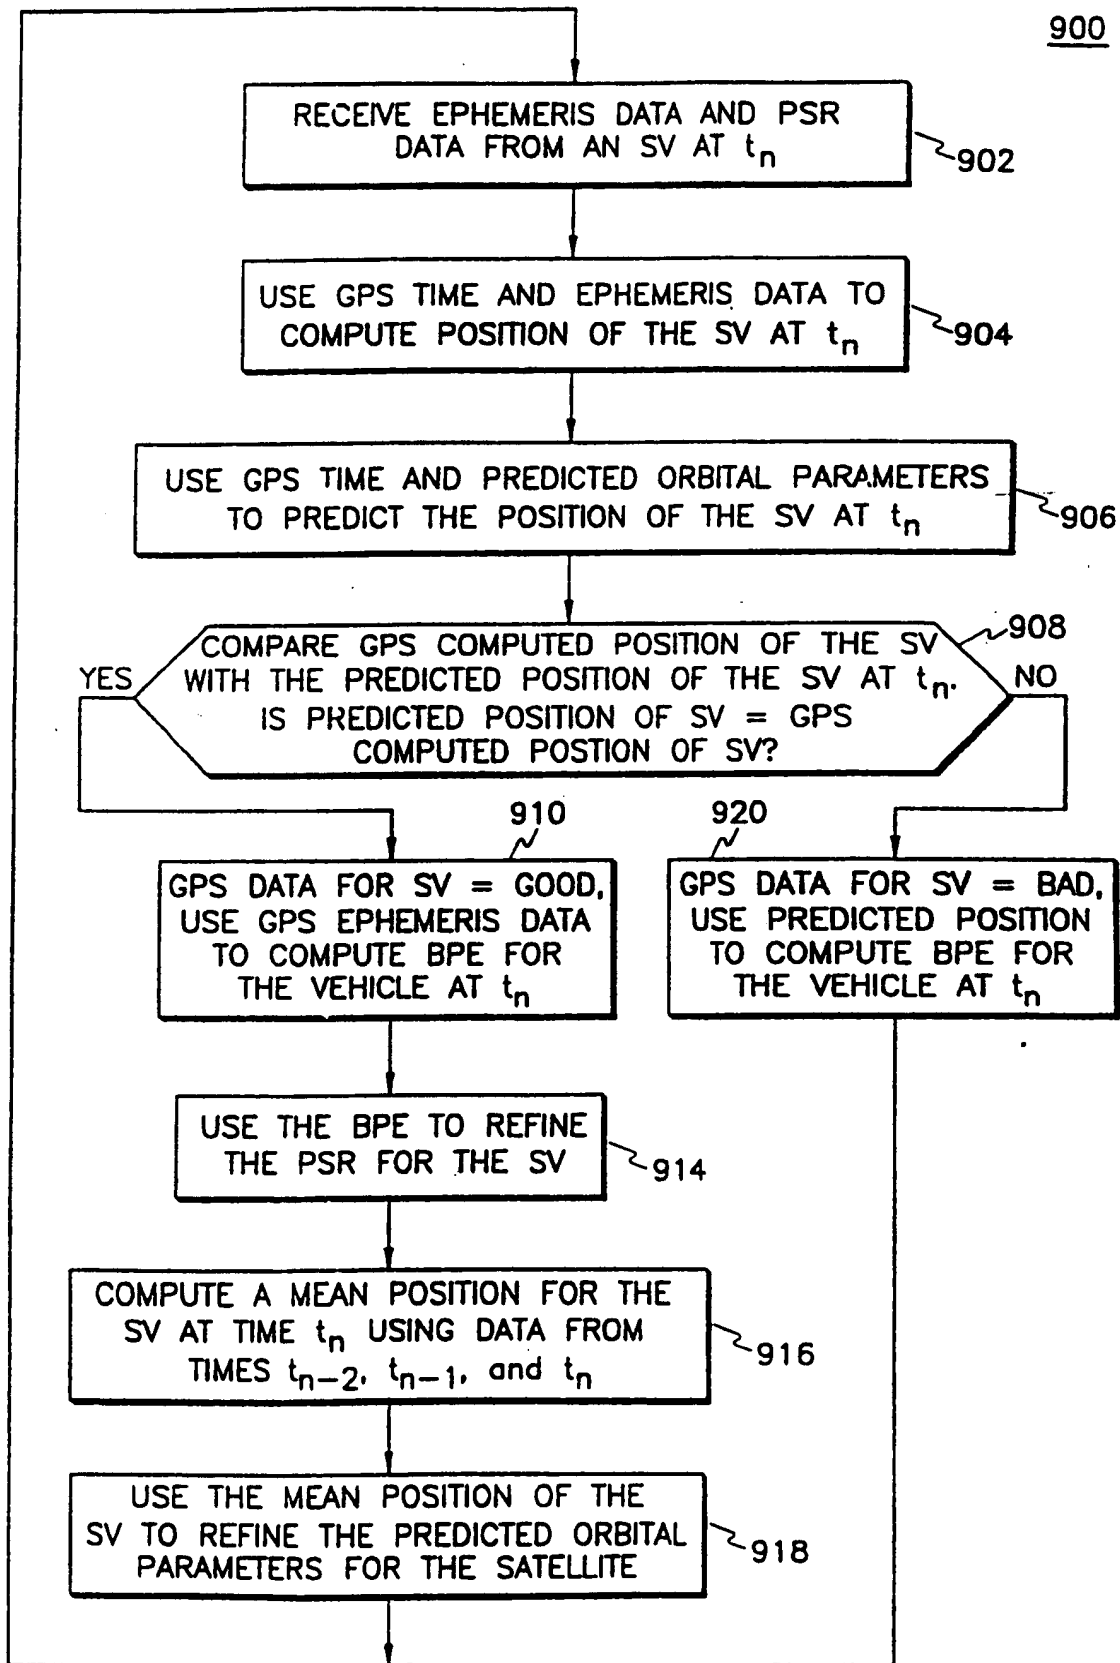 900
RECEIVE EPHEMERIS DATA AND PSR
DATA FROM AN SV AT tn
902
USE GPS TIME AND EPHEMERIS DATA TO
COMPUTE POSITION OF THE SV AT tn
904
USE GPS TIME AND PREDICTED ORBITAL PARAMETERS
TO PREDICT THE POSITION OF THE SV AT tn
906
COMPARE GPS COMPUTED POSITION OF THE SV
WITH THE PREDICTED POSITION OF THE SV AT tn.
IS PREDICTED POSITION OF SV = GPS
COMPUTED POSTION OF SV?
908
YES
NO
910
GPS DATA FOR SV = GOOD,
USE GPS EPHEMERIS DATA
TO COMPUTE BPE FOR
THE VEHICLE AT tn
920
GPS DATA FOR SV = BAD,
USE PREDICTED POSITION
TO COMPUTE BPE FOR
THE VEHICLE AT tn
USE THE BPE TO REFINE
THE PSR FOR THE SV
914
COMPUTE A MEAN POSITION FOR THE
SV AT TIME tn USING DATA FROM
TIMES tn-2, tn-1, and tn
916
USE THE MEAN POSITION OF THE
SV TO REFINE THE PREDICTED ORBITAL
PARAMETERS FOR THE SATELLITE
918